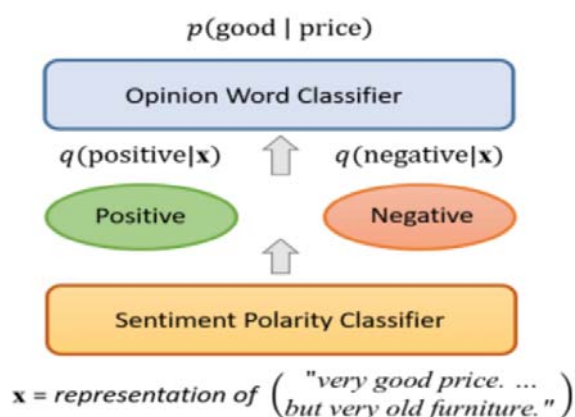 p(good | price)
Opinion Word Classifier
q(positive|x) q(negative|x)
Positive Negative
Sentiment Polarity Classifier
x = representation of ("very good price. ...
but very old furniture.")